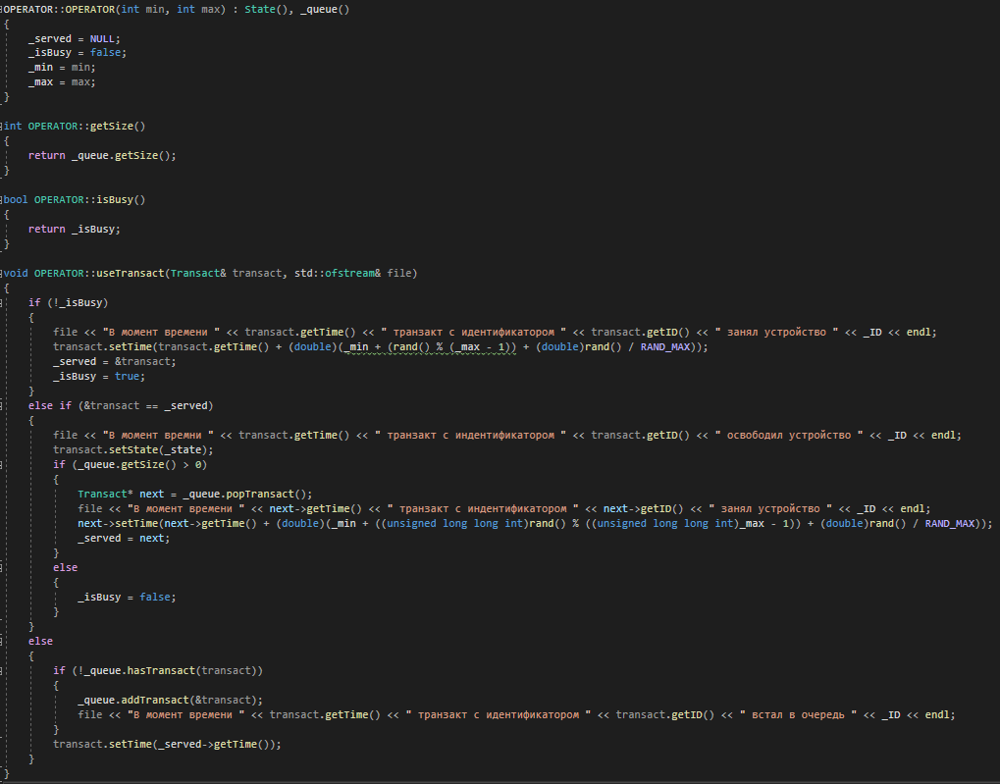 OPERATOR::OPERATOR(int min, int max) : State(), _queue()
{
    _served = NULL;
    _isBusy = false;
    _min = min;
    _max = max;
}

int OPERATOR::getSize()
{
    return _queue.getSize();
}

bool OPERATOR::isBusy()
{
    return _isBusy;
}

void OPERATOR::useTransact(Transact& transact, std::ofstream& file)
{
    if (!_isBusy)
    {
        file << "В момент времени " << transact.getTime() << " транзакт с идентификатором " << transact.getID() << " занял устройство " << _ID << endl;
        transact.setTime(transact.getTime() + (double)(_min + (rand() % (_max - 1)) + (double)rand() / RAND_MAX));
        _served = &transact;
        _isBusy = true;
    }
    else if (&transact == _served)
    {
        file << "В момент времни " << transact.getTime() << " транзакт с индентификатором " << transact.getID() << " освободил устройство " << _ID << endl;
        transact.setState(_state);
        if (_queue.getSize() > 0)
        {
            Transact* next = _queue.popTransact();
            file << "В момент времени " << next->getTime() << " транзакт с индентификатором " << next->getID() << " занял устройство " << _ID << endl;
            next->setTime(next->getTime() + (double)(_min + ((unsigned long long int)rand() % ((unsigned long long int)_max - 1)) + (double)rand() / RAND_MAX));
            _served = next;
        }
        else
        {
            _isBusy = false;
        }
    }
    else
    {
        if (!_queue.hasTransact(transact))
        {
            _queue.addTransact(&transact);
            file << "В момент времени " << transact.getTime() << " транзакт с идентификатором " << transact.getID() << " встал в очередь " << _ID << endl;
        }
        transact.setTime(_served->getTime());
    }
}